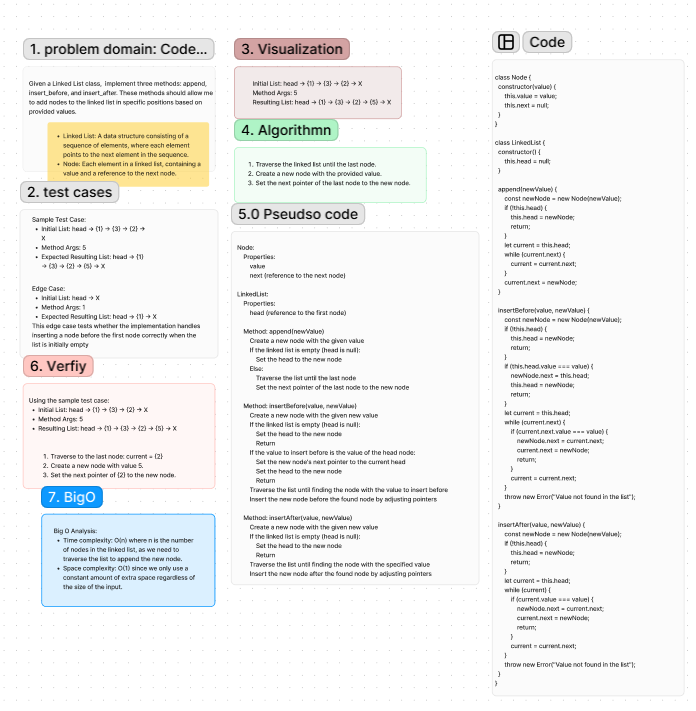 1. problem domain: Code...
Given a Linked List class, implement three methods: append,
insert_before, and insert_after. These methods should allow me
to add nodes to the linked list in specific positions based on
provided values.
• Linked List: A data structure consisting of a
sequence of elements, where each element
points to the next element in the sequence.
• Node: Each element in a linked list, containing a
value and a reference to the next node.
2. test cases
Sample Test Case:
• Initial List: head → {1} → {3} → {2} →
X
• Method Args: 5
• Expected Resulting List: head → {1}
→ {3} → {2} → {5} → X
Edge Case:
• Initial List: head → X
• Method Args: 1
• Expected Resulting List: head → {1} → X
This edge case tests whether the implementation handles
inserting a node before the first node correctly when the
list is initially empty
6. Verfiy
Using the sample test case:
• Initial List: head → {1} → {3} → {2} → X
• Method Args: 5
• Resulting List: head → {1} → {3} → {2} → {5} → X
1. Traverse to the last node: current = {2}
2. Create a new node with value 5.
3. Set the next pointer of {2} to the new node.
7. BigO
Big O Analysis:
• Time complexity: O(n) where n is the number
of nodes in the linked list, as we need to
traverse the list to append the new node.
• Space complexity: O(1) since we only use a
constant amount of extra space regardless of
the size of the input.
3. Visualization
Initial List: head → {1} → {3} → {2} → X
Method Args: 5
Resulting List: head → {1} → {3} → {2} → {5} → X
4. Algorithmn
1. Traverse the linked list until the last node.
2. Create a new node with the provided value.
3. Set the next pointer of the last node to the new node.
5.0 Pseudso code
Node:
Properties:
value
next (reference to the next node)
LinkedList:
Properties:
head (reference to the first node)
Method: append(newValue)
Create a new node with the given new value
If the linked list is empty (head is null):
Set the head to the new node
Else:
Traverse the list until the last node
Set the next pointer of the last node to the new node
Method: insertBefore(value, newValue)
Create a new node with the given new value
If the linked list is empty (head is null):
Set the head to the new node
Return
If the value to insert before is the value of the head node:
Set the new node's next pointer to the current head
Set the head to the new node
Return
Traverse the list until finding the node with the value to insert before
Insert the new node before the found node by adjusting pointers
Method: insertAfter(value, newValue)
Create a new node with the given new value
If the linked list is empty (head is null):
Set the head to the new node
Return
Traverse the list until finding the node with the specified value
Insert the new node after the found node by adjusting pointers
Code
class Node {
constructor(value) {
this.value = value;
this.next = null;
}
}
class LinkedList {
constructor() {
this.head = null;
}
append(newValue) {
const newNode = new Node(newValue);
if (!this.head) {
this.head = newNode;
return;
}
let current = this.head;
while (current.next) {
current = current.next;
}
current.next = newNode;
}
insertBefore(value, newValue) {
const newNode = new Node(newValue);
if (!this.head) {
this.head = newNode;
return;
}
if (this.head.value === value) {
newNode.next = this.head;
this.head = newNode;
return;
}
let current = this.head;
while (current.next) {
if (current.next.value === value) {
newNode.next = current.next;
current.next = newNode;
return;
}
current = current.next;
}
throw new Error("Value not found in the list");
}
insertAfter(value, newValue) {
const newNode = new Node(newValue);
if (!this.head) {
this.head = newNode;
return;
}
let current = this.head;
while (current) {
if (current.value === value) {
newNode.next = current.next;
current.next = newNode;
return;
}
current = current.next;
}
throw new Error("Value not found in the list");
}
}